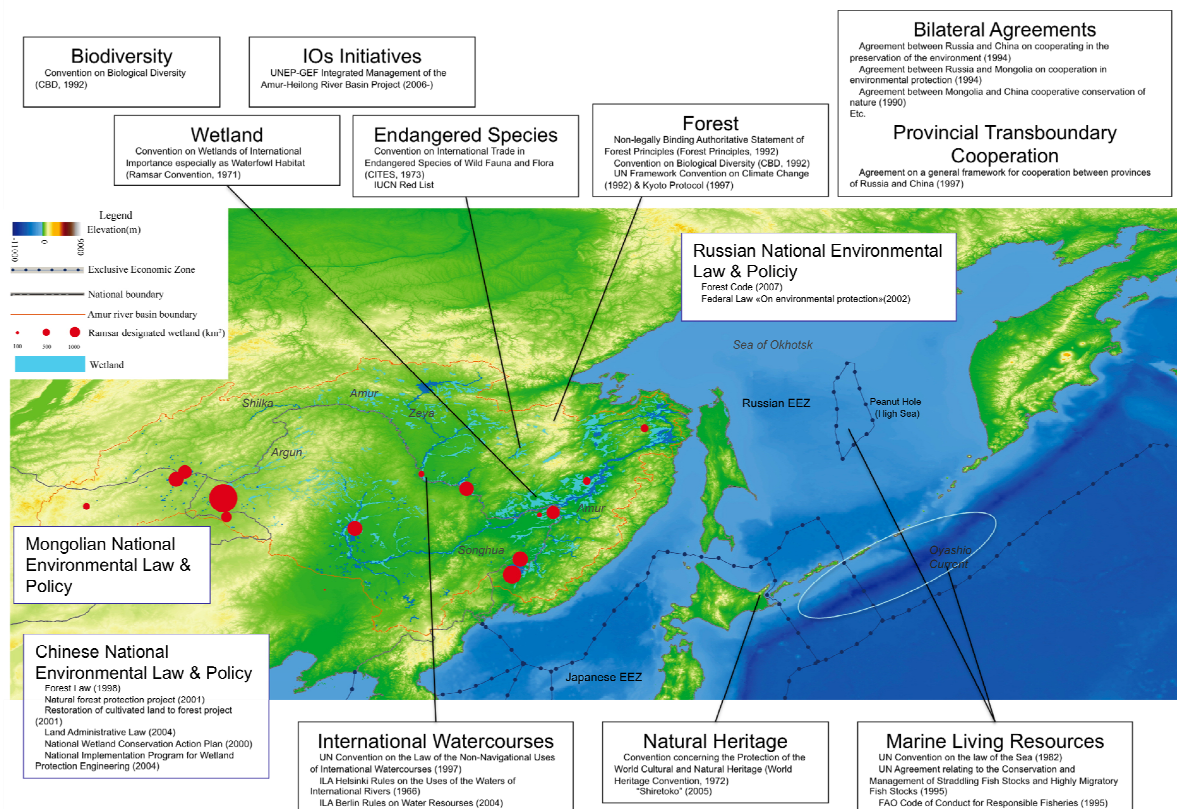 Biodiversity
Convention on Biological Diversity
(CBD, 1992)
IOs Initiatives
UNEP-GEF Integrated Management of the
Amur-Heilong River Basin Project (2006-)
Bilateral Agreements
Agreement between Russia and China on cooperating in the
preservation of the environment (1994)
Agreement between Russia and Mongolia on cooperation in
environmental protection (1994)
Agreement between Mongolia and China cooperative conservation of
nature (1990)
Etc.
Provincial Transboundary
Cooperation
Agreement on a general framework for cooperation between provinces
of Russia and China (1997)
Wetland
Convention on Wetlands of International
Importance especially as Waterfowl Habitat
(Ramsar Convention, 1971)
Endangered Species
Convention on International Trade in
Endangered Species of Wild Fauna and Flora
(CITES, 1973)
IUCN Red List
Forest
Non-legally Binding Authoritative Statement of
Forest Principles (Forest Principles, 1992)
Convention on Biological Diversity (CBD, 1992)
UN Framework Convention on Climate Change
(1992) & Kyoto Protocol (1997)
Legend
Elevation(m)
-11000
0
9000
Exclusive Economic Zone
National boundary
Amur river basin boundary
Ramsar designated wetland (km²)
100 500 1000
Wetland
Russian National Environmental
Law & Policiy
Forest Code (2007)
Federal Law «On environmental protection»(2002)
Sea of Okhotsk
Russian EEZ
Peanut Hole
(High Sea)
Shilka
Amur
Zeya
Argun
Amur
Songhua
Oyashio
Current
Japanese EEZ
Mongolian National
Environmental Law &
Policy
Chinese National
Environmental Law & Policy
Forest Law (1998)
Natural forest protection project (2001)
Restoration of cultivated land to forest project
(2001)
Land Administrative Law (2004)
National Wetland Conservation Action Plan (2000)
National Implementation Program for Wetland
Protection Engineering (2004)
International Watercourses
UN Convention on the Law of the Non-Navigational Uses
of International Watercourses (1997)
ILA Helsinki Rules on the Uses of the Waters of
International Rivers (1966)
ILA Berlin Rules on Water Resourses (2004)
Natural Heritage
Convention concerning the Protection of the
World Cultural and Natural Heritage (World
Heritage Convention, 1972)
"Shiretoko" (2005)
Marine Living Resources
UN Convention on the law of the Sea (1982)
UN Agreement relating to the Conservation and
Management of Straddling Fish Stocks and Highly Migratory
Fish Stocks (1995)
FAO Code of Conduct for Responsible Fisheries (1995)